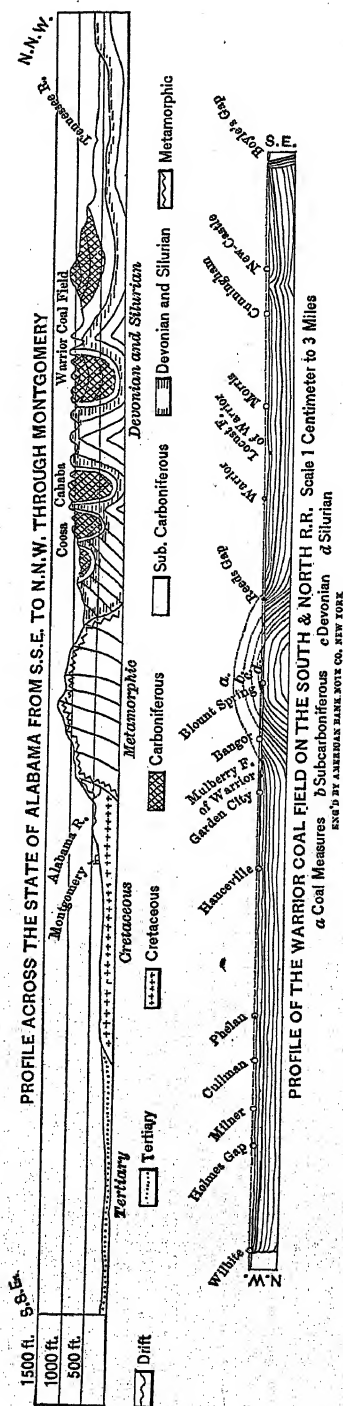 PROFILE ACROSS THE STATE OF ALABAMA FROM S.S.E. TO N.N.W. THROUGH MONTGOMERY
S.S.E.
N.N.W.
1500 ft.
1000 ft.
500 ft.
Montgomery
Alabama R.
Coosa
Cahaba
Warrior Coal Field
Tennessee R.
Tertiary
Cretaceous
Metamorphic
Devonian and Silurian
Drift
Tertiary
Cretaceous
Carboniferous
Sub. Carboniferous
Devonian and Silurian
Metamorphic
N.W.
Wilhite
Holmes Gap
Milner
Cullman
Phelan
Hanceville
Garden City
Mulberry F. of Warrior
Bangor
Blount Spring
a.
b.
c.
d.
Reeds Gap
Warrior
Locust F. of Warrior
Morris
Cunningham
New-Castle
Boyle's Gap
S.E.
PROFILE OF THE WARRIOR COAL FIELD ON THE SOUTH & NORTH R.R. Scale 1 Centimeter to 3 Miles
a Coal Measures b Subcarboniferous c Devonian d Silurian
ENG'D BY AMERICAN BANK NOTE CO. NEW YORK